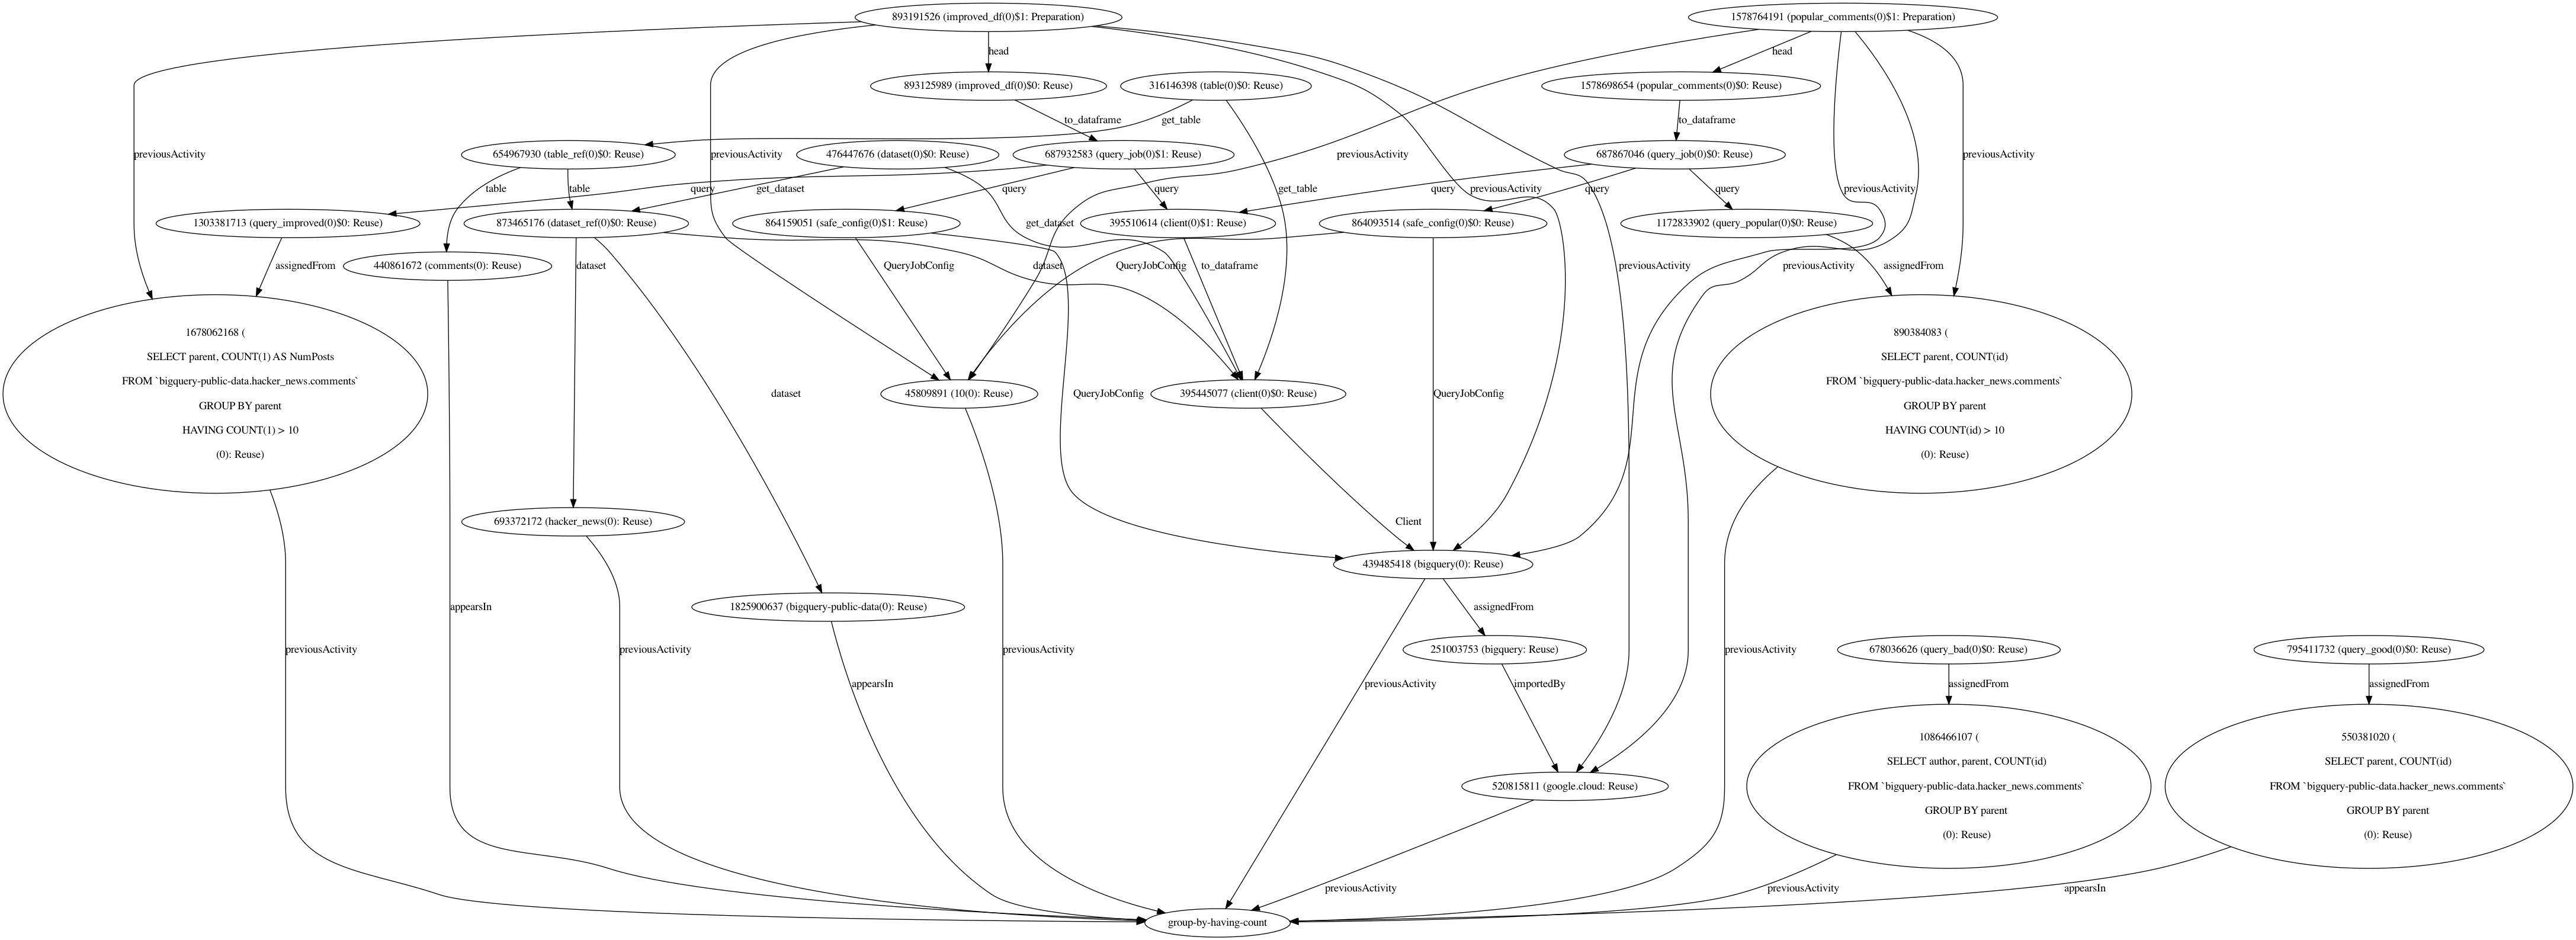 893191526 (improved_df(0)$1: Preparation)
1578764191 (popular_comments(0)$1: Preparation)
head
head
893125989 (improved_df(0)$0: Reuse)
316146398 (table(0)$0: Reuse)
1578698654 (popular_comments(0)$0: Reuse)
to_dataframe
get_table
to_dataframe
previousActivity
654967930 (table_ref(0)$0: Reuse)
previousActivity
476447676 (dataset(0)$0: Reuse)
687932583 (query_job(0)$1: Reuse)
previousActivity
687867046 (query_job(0)$0: Reuse)
previousActivity
table
table
query
get_dataset
query
query
get_table
query
previousActivity
query
query
previousActivity
1303381713 (query_improved(0)$0: Reuse)
873465176 (dataset_ref(0)$0: Reuse)
864159051 (safe_config(0)$1: Reuse)
get_dataset
395510614 (client(0)$1: Reuse)
864093514 (safe_config(0)$0: Reuse)
1172833902 (query_popular(0)$0: Reuse)
assignedFrom
440861672 (comments(0): Reuse)
dataset
QueryJobConfig
dataset
QueryJobConfig
to_dataframe
previousActivity
previousActivity
assignedFrom
1678062168 (
SELECT parent, COUNT(1) AS NumPosts
FROM `bigquery-public-data.hacker_news.comments`
GROUP BY parent
HAVING COUNT(1) > 10
(0): Reuse)
dataset
45809891 (10(0): Reuse)
QueryJobConfig
395445077 (client(0)$0: Reuse)
QueryJobConfig
890384083 (
SELECT parent, COUNT(id)
FROM `bigquery-public-data.hacker_news.comments`
GROUP BY parent
HAVING COUNT(id) > 10
(0): Reuse)
693372172 (hacker_news(0): Reuse)
Client
439485418 (bigquery(0): Reuse)
appearsIn
1825900637 (bigquery-public-data(0): Reuse)
assignedFrom
previousActivity
previousActivity
previousActivity
251003753 (bigquery: Reuse)
previousActivity
678036626 (query_bad(0)$0: Reuse)
795411732 (query_good(0)$0: Reuse)
appearsIn
previousActivity
importedBy
assignedFrom
assignedFrom
520815811 (google.cloud: Reuse)
1086466107 (
SELECT author, parent, COUNT(id)
FROM `bigquery-public-data.hacker_news.comments`
GROUP BY parent
(0): Reuse)
550381020 (
SELECT parent, COUNT(id)
FROM `bigquery-public-data.hacker_news.comments`
GROUP BY parent
(0): Reuse)
previousActivity
previousActivity
appearsIn
group-by-having-count